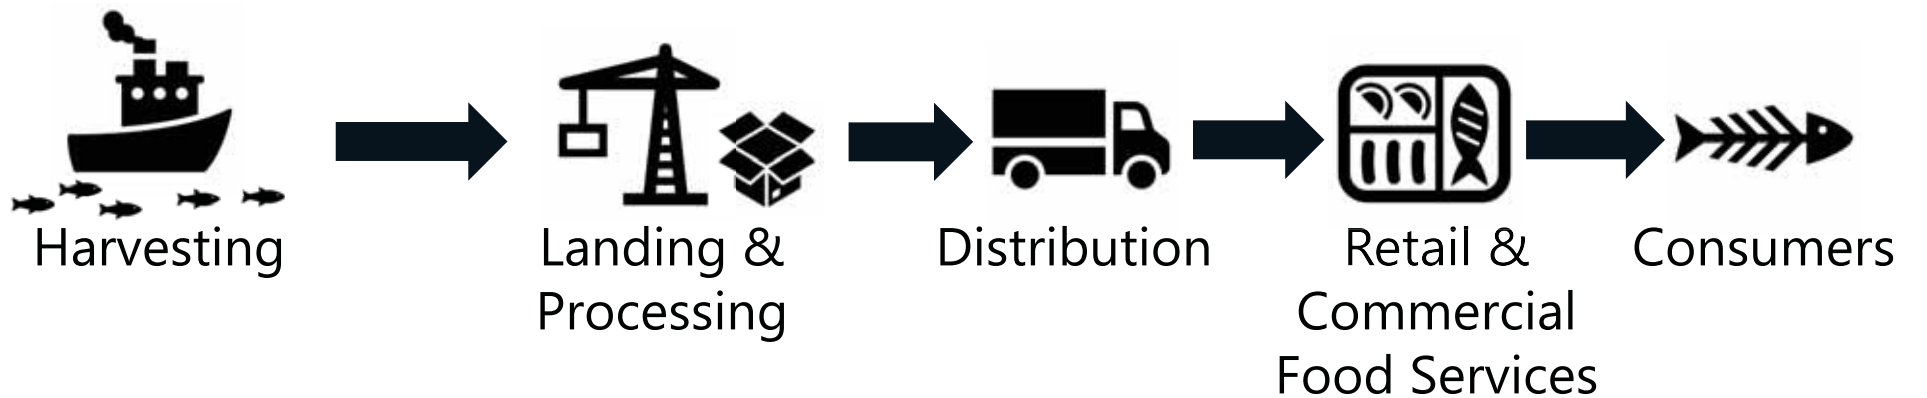 Harvesting
Landing &
Processing
Distribution
Retail &
Commercial
Food Services
Consumers